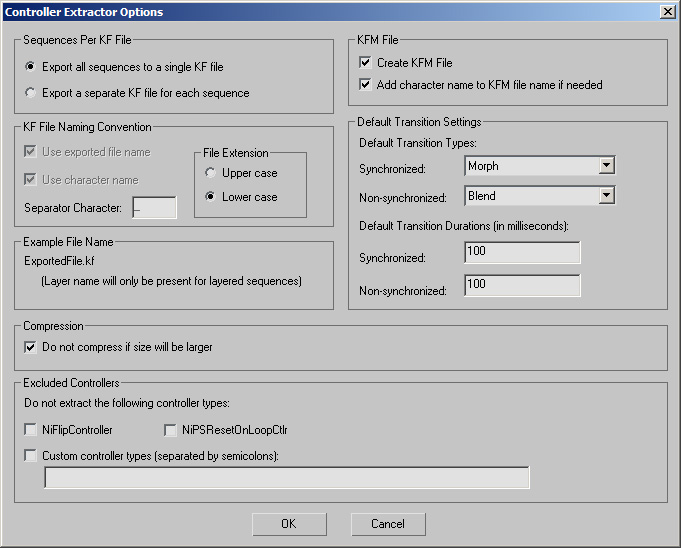 Controller Extractor Options
Sequences Per KF File
Export all sequences to a single KF file
Export a separate KF file for each sequence
KF File Naming Convention
Use exported file name
Use character name
Separator Character: _
File Extension
Upper case
Lower case
Example File Name
ExportedFile.kf
(Layer name will only be present for layered sequences)
KFM File
Create KFM File
Add character name to KFM file name if needed
Default Transition Settings
Default Transition Types:
Synchronized: Morph
Non-synchronized: Blend
Default Transition Durations (in milliseconds):
Synchronized: 100
Non-synchronized: 100
Compression
Do not compress if size will be larger
Excluded Controllers
Do not extract the following controller types:
NiFlipController NiPSResetOnLoopCtlr
Custom controller types (separated by semicolons):
OK Cancel